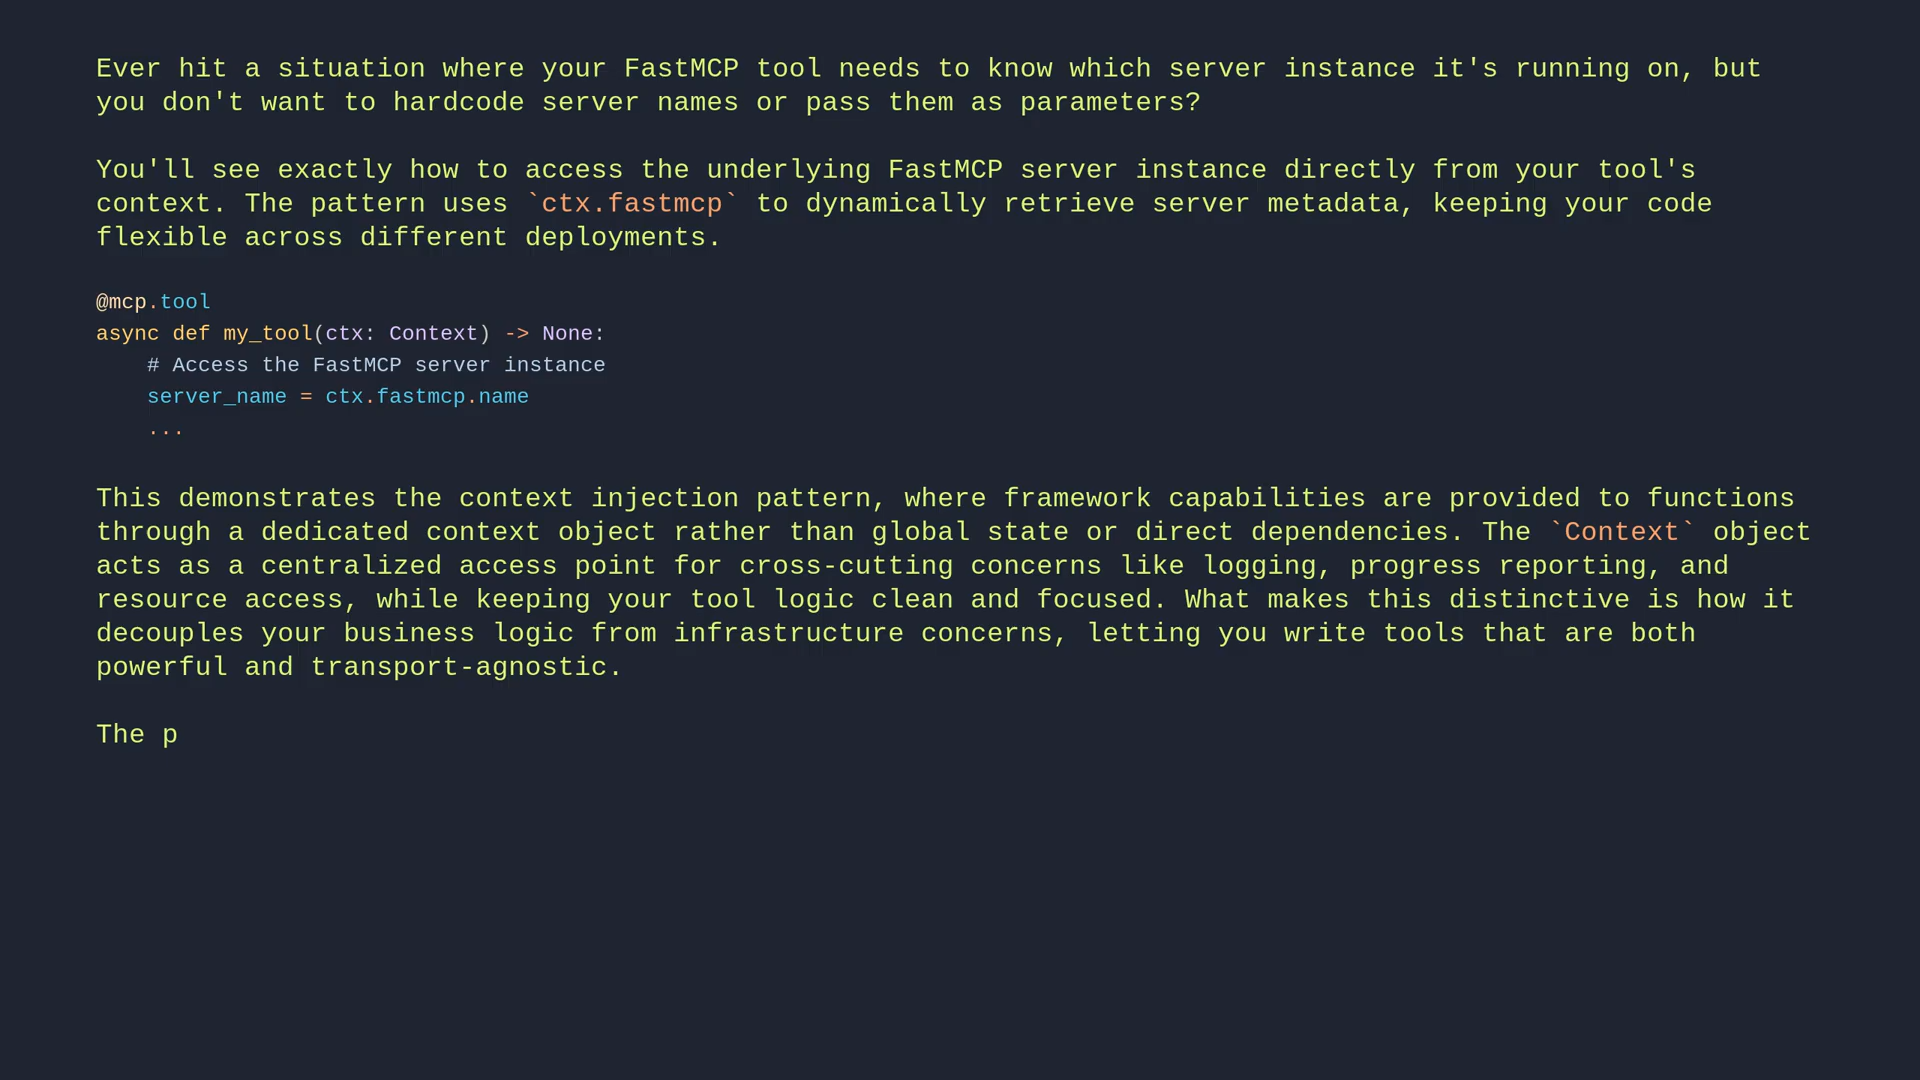 Ever hit a situation where your FastMCP tool needs to know which server instance it's running on, but
you don't want to hardcode server names or pass them as parameters?
You'll see exactly how to access the underlying FastMCP server instance directly from your tool's
context. The pattern uses `ctx.fastmcp` to dynamically retrieve server metadata, keeping your code
flexible across different deployments.
@mcp.tool
async def my_tool(ctx: Context) -> None:
    # Access the FastMCP server instance
    server_name = ctx.fastmcp.name
    ...
This demonstrates the context injection pattern, where framework capabilities are provided to functions
through a dedicated context object rather than global state or direct dependencies. The `Context` object
acts as a centralized access point for cross-cutting concerns like logging, progress reporting, and
resource access, while keeping your tool logic clean and focused. What makes this distinctive is how it
decouples your business logic from infrastructure concerns, letting you write tools that are both
powerful and transport-agnostic.
The p